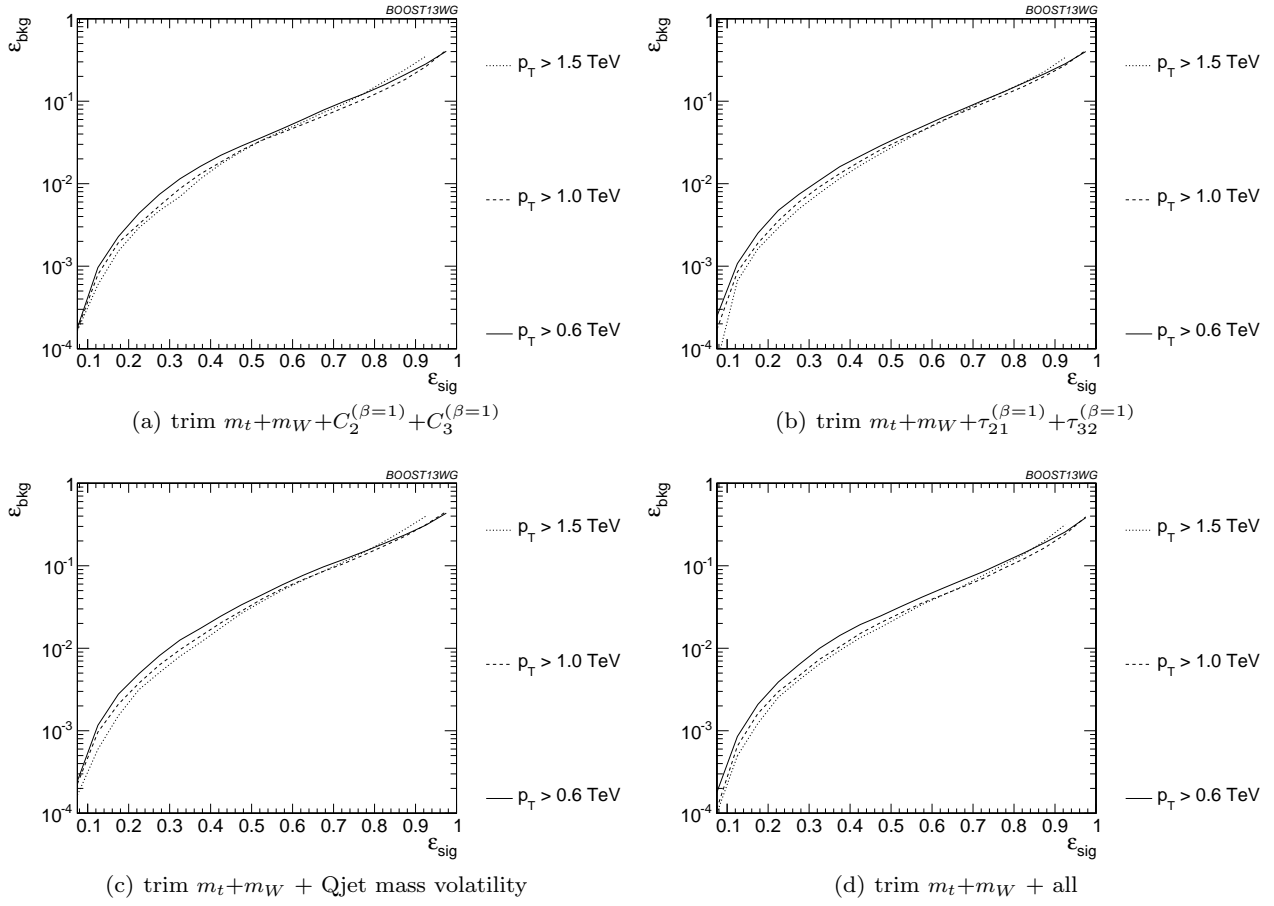 BOOST13WG
ε_bkg
1
10⁻¹
10⁻²
10⁻³
10⁻⁴
0.1 0.2 0.3 0.4 0.5 0.6 0.7 0.8 0.9 1
ε_sig
p_T > 1.5 TeV
p_T > 1.0 TeV
p_T > 0.6 TeV
(a) trim m_t+m_W+C_2^(β=1)+C_3^(β=1)
BOOST13WG
ε_bkg
1
10⁻¹
10⁻²
10⁻³
10⁻⁴
0.1 0.2 0.3 0.4 0.5 0.6 0.7 0.8 0.9 1
ε_sig
p_T > 1.5 TeV
p_T > 1.0 TeV
p_T > 0.6 TeV
(b) trim m_t+m_W+τ_21^(β=1)+τ_32^(β=1)
BOOST13WG
ε_bkg
1
10⁻¹
10⁻²
10⁻³
10⁻⁴
0.1 0.2 0.3 0.4 0.5 0.6 0.7 0.8 0.9 1
ε_sig
p_T > 1.5 TeV
p_T > 1.0 TeV
p_T > 0.6 TeV
(c) trim m_t+m_W + Qjet mass volatility
BOOST13WG
ε_bkg
1
10⁻¹
10⁻²
10⁻³
10⁻⁴
0.1 0.2 0.3 0.4 0.5 0.6 0.7 0.8 0.9 1
ε_sig
p_T > 1.5 TeV
p_T > 1.0 TeV
p_T > 0.6 TeV
(d) trim m_t+m_W + all